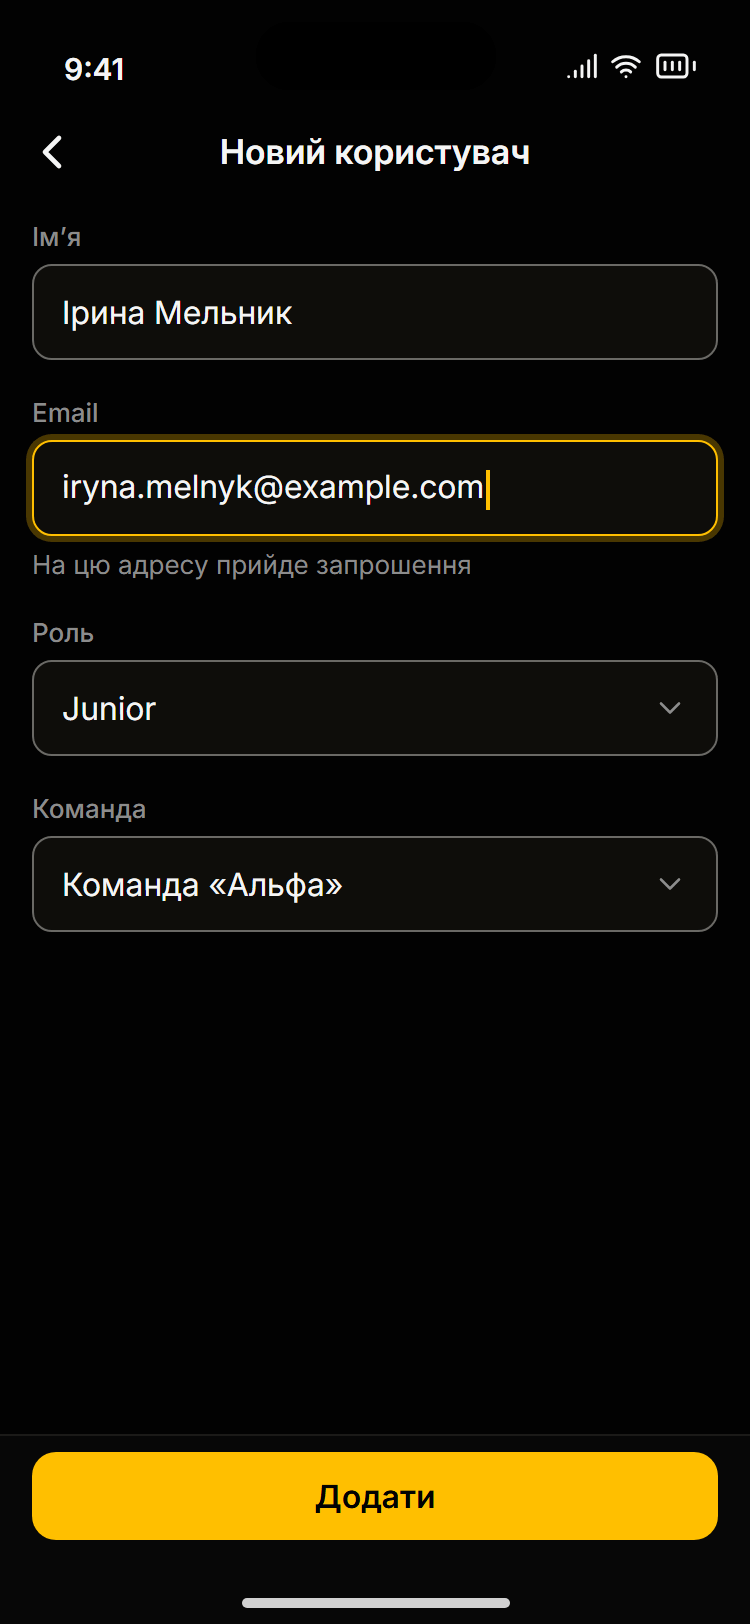 9:41
Новий користувач
Ім’я
Ірина Мельник
Email
iryna.melnyk@example.com
На цю адресу прийде запрошення
Роль
Junior
Команда
Команда «Альфа»
Додати